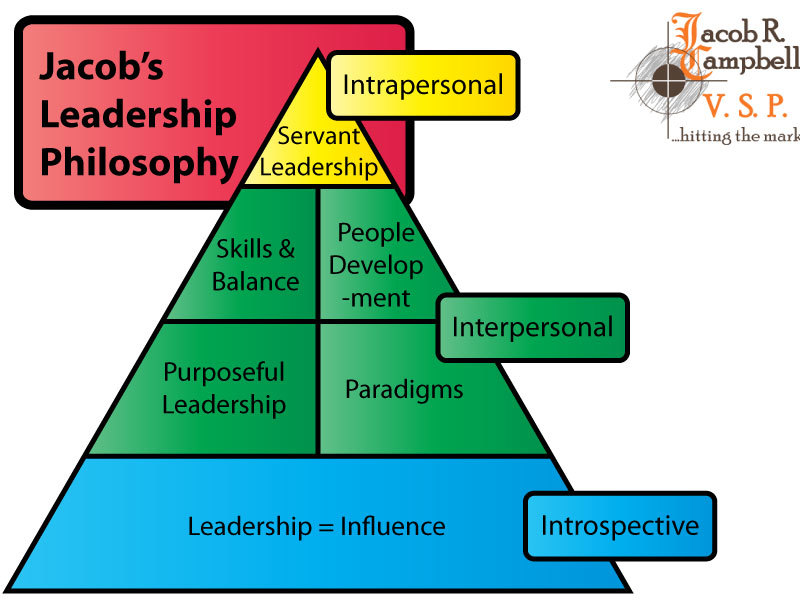 Jacob's
Leadership
Philosophy
Jacob R.
Campbell
V. S. P.
...hitting the mark
Intrapersonal
Servant
Leadership
Skills &
Balance
People
Develop
-ment
Interpersonal
Purposeful
Leadership
Paradigms
Leadership = Influence
Introspective